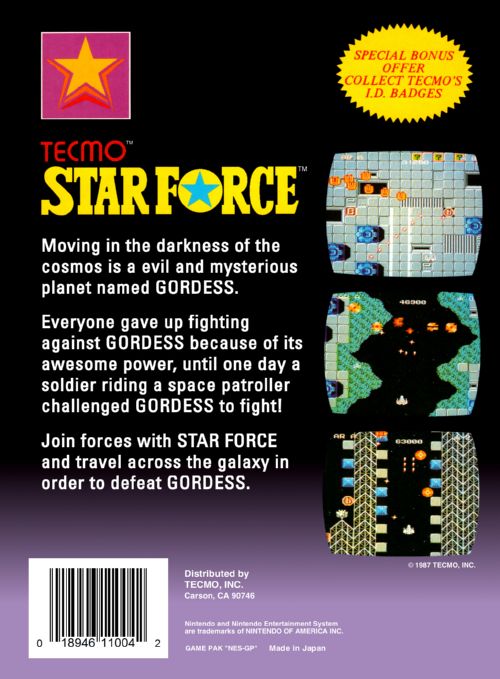 SPECIAL BONUS
OFFER
COLLECT TECMO'S
I.D. BADGES
TECMO™
STAR FORCE™
Moving in the darkness of the
cosmos is a evil and mysterious
planet named GORDESS.
Everyone gave up fighting
against GORDESS because of its
awesome power, until one day a
soldier riding a space patroller
challenged GORDESS to fight!
Join forces with STAR FORCE
and travel across the galaxy in
order to defeat GORDESS.
31200
46900
63000
© 1987 TECMO, INC.
Distributed by
TECMO, INC.
Carson, CA 90746
Nintendo and Nintendo Entertainment System
are trademarks of NINTENDO OF AMERICA INC.
GAME PAK "NES-GP" Made in Japan
0 18946 11004 2